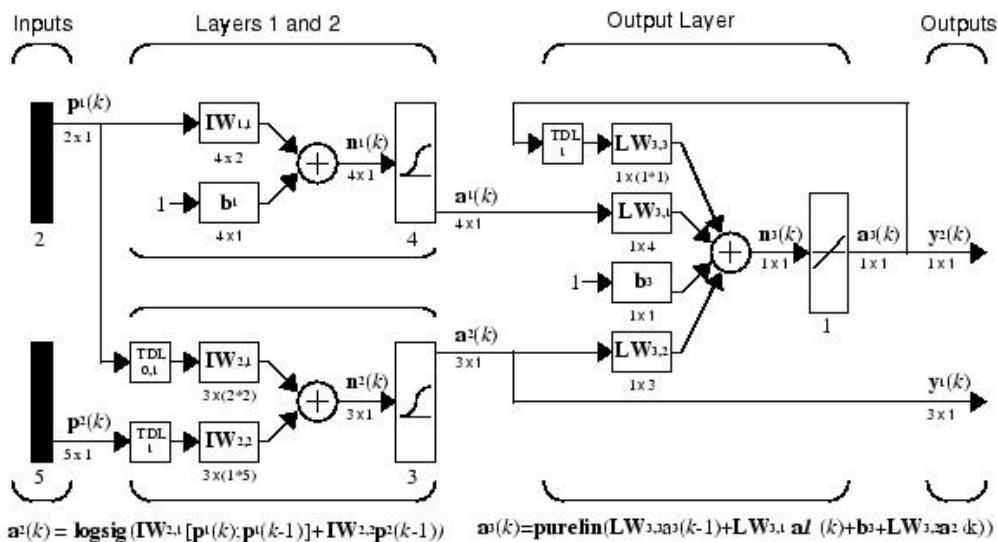 Inputs
Layers 1 and 2
Output Layer
Outputs
p¹(k)
2 x 1
2
IW1,1
4 x 2
1
b¹
4 x 1
n¹(k)
4 x 1
4
a¹(k)
4 x 1
TDL
1
LW3,3
1 x (1*1)
LW3,1
1 x 4
1
b³
1 x 1
LW3,2
1 x 3
n³(k)
1 x 1
1
a³(k)
1 x 1
y²(k)
1 x 1
p²(k)
5 x 1
5
TDL
0,1
IW2,1
3 x (2*2)
TDL
1
IW2,2
3 x (1*5)
n²(k)
3 x 1
3
a²(k)
3 x 1
y¹(k)
3 x 1
a²(k) = logsig (IW2,1 [p¹(k);p¹(k-1)]+ IW2,2p²(k-1))
a³(k)=purelin(LW3,3a³(k-1)+LW3,1 a1 (k)+b³+LW3,2a² (k))